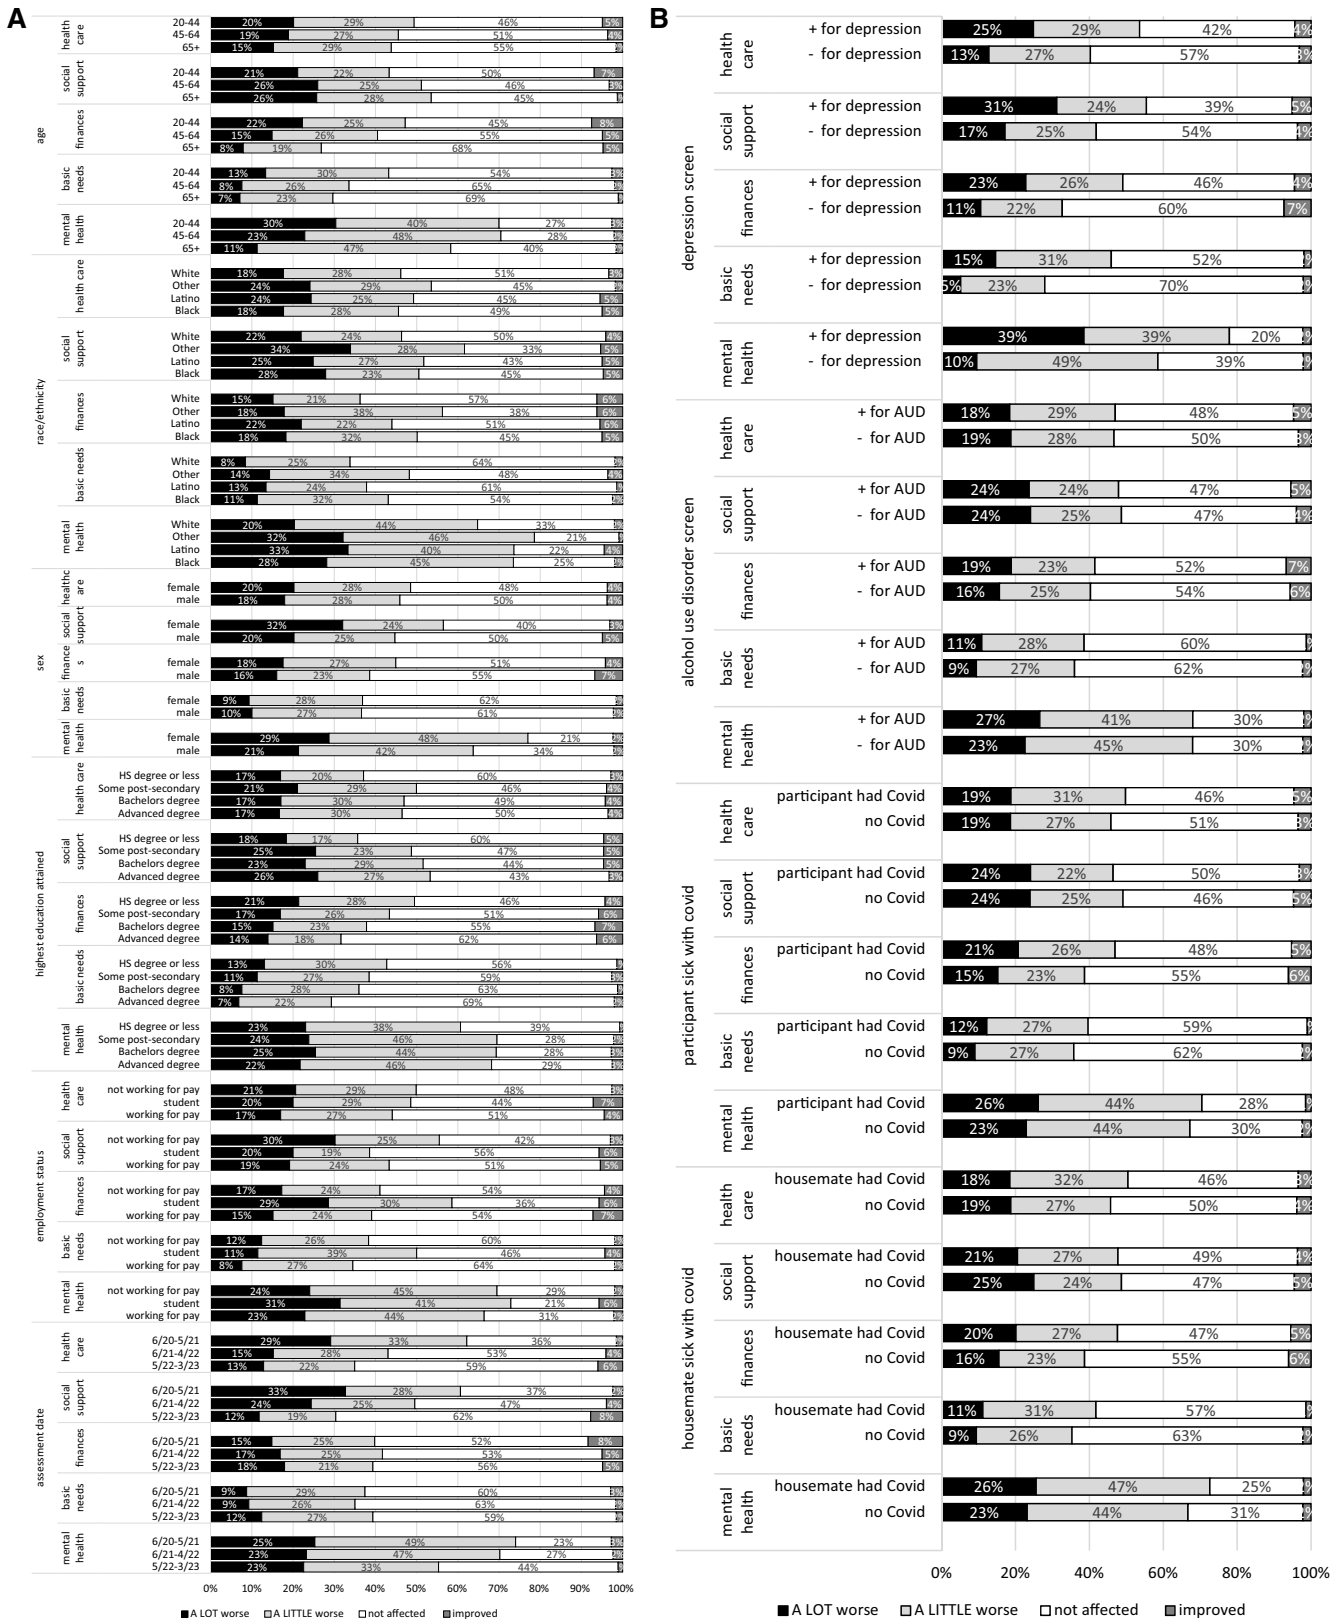 A
age
health care
20-44 20% 29% 46% 5%
45-64 19% 27% 51% 4%
65+ 15% 29% 55%
social support
20-44 21% 22% 50% 7%
45-64 26% 25% 46% 3%
65+ 26% 28% 45%
finances
20-44 22% 25% 45% 8%
45-64 15% 26% 55% 5%
65+ 8% 19% 68% 5%
basic needs
20-44 13% 30% 54% 3%
45-64 8% 26% 65%
65+ 7% 23% 69%
mental health
20-44 30% 40% 27% 3%
45-64 23% 48% 28%
65+ 11% 47% 40%
race/ethnicity
health care
White 18% 28% 51% 3%
Other 24% 29% 45%
Latino 24% 25% 45% 5%
Black 18% 28% 49% 5%
social support
White 22% 24% 50% 4%
Other 34% 28% 33% 5%
Latino 25% 27% 43% 5%
Black 28% 23% 45% 5%
finances
White 15% 21% 57% 6%
Other 18% 38% 38% 6%
Latino 22% 22% 51% 6%
Black 18% 32% 45% 5%
basic needs
White 8% 25% 64%
Other 14% 34% 48% 4%
Latino 13% 24% 61%
Black 11% 32% 54% 2%
mental health
White 20% 44% 33%
Other 32% 46% 21%
Latino 33% 40% 22% 4%
Black 28% 45% 25%
sex
healthc are
female 20% 28% 48% 4%
male 18% 28% 50% 4%
social support
female 32% 24% 40% 3%
male 20% 25% 50% 5%
finance s
female 18% 27% 51% 4%
male 16% 23% 55% 7%
basic needs
female 9% 28% 62%
male 10% 27% 61% 2%
mental health
female 29% 48% 21% 2%
male 21% 42% 34% 2%
highest education attained
health care
HS degree or less 17% 20% 60% 3%
Some post-secondary 21% 29% 46% 4%
Bachelors degree 17% 30% 49% 4%
Advanced degree 17% 30% 50% 4%
social support
HS degree or less 18% 17% 60% 5%
Some post-secondary 25% 23% 47% 5%
Bachelors degree 23% 29% 44% 5%
Advanced degree 26% 27% 43% 3%
finances
HS degree or less 21% 28% 46% 4%
Some post-secondary 17% 26% 51% 6%
Bachelors degree 15% 23% 55% 7%
Advanced degree 14% 18% 62% 6%
basic needs
HS degree or less 13% 30% 56%
Some post-secondary 11% 27% 59% 3%
Bachelors degree 8% 28% 63%
Advanced degree 7% 22% 69%
mental health
HS degree or less 23% 38% 39%
Some post-secondary 24% 46% 28%
Bachelors degree 25% 44% 28% 3%
Advanced degree 22% 46% 29% 3%
employment status
health care
not working for pay 21% 29% 48% 3%
student 20% 29% 44% 7%
working for pay 17% 27% 51% 4%
social support
not working for pay 30% 25% 42% 3%
student 20% 19% 56% 6%
working for pay 19% 24% 51% 5%
finances
not working for pay 17% 24% 54% 4%
student 29% 30% 36% 6%
working for pay 15% 24% 54% 7%
basic needs
not working for pay 12% 26% 60%
student 11% 39% 46% 4%
working for pay 8% 27% 64%
mental health
not working for pay 24% 45% 29%
student 31% 41% 21% 6%
working for pay 23% 44% 31% 2%
assessment date
health care
6/20-5/21 29% 33% 36%
6/21-4/22 15% 28% 53% 4%
5/22-3/23 13% 22% 59% 6%
social support
6/20-5/21 33% 28% 37% 2%
6/21-4/22 24% 25% 47% 4%
5/22-3/23 12% 19% 62% 8%
finances
6/20-5/21 15% 25% 52% 8%
6/21-4/22 17% 25% 53% 5%
5/22-3/23 18% 21% 56% 5%
basic needs
6/20-5/21 9% 29% 60% 3%
6/21-4/22 9% 26% 63%
5/22-3/23 12% 27% 59%
mental health
6/20-5/21 25% 49% 23% 3%
6/21-4/22 23% 47% 27% 2%
5/22-3/23 23% 33% 44%
0% 10% 20% 30% 40% 50% 60% 70% 80% 90% 100%
A LOT worse A LITTLE worse not affected improved
B
depression screen
health care
+ for depression 25% 29% 42% 4%
- for depression 13% 27% 57% 3%
social support
+ for depression 31% 24% 39% 5%
- for depression 17% 25% 54% 4%
finances
+ for depression 23% 26% 46% 4%
- for depression 11% 22% 60% 7%
basic needs
+ for depression 15% 31% 52%
- for depression 5% 23% 70%
mental health
+ for depression 39% 39% 20%
- for depression 10% 49% 39%
alcohol use disorder screen
health care
+ for AUD 18% 29% 48% 5%
- for AUD 19% 28% 50% 3%
social support
+ for AUD 24% 24% 47% 5%
- for AUD 24% 25% 47% 4%
finances
+ for AUD 19% 23% 52% 7%
- for AUD 16% 25% 54% 6%
basic needs
+ for AUD 11% 28% 60%
- for AUD 9% 27% 62%
mental health
+ for AUD 27% 41% 30%
- for AUD 23% 45% 30%
participant sick with covid
health care
participant had Covid 19% 31% 46% 5%
no Covid 19% 27% 51% 3%
social support
participant had Covid 24% 22% 50% 3%
no Covid 24% 25% 46% 5%
finances
participant had Covid 21% 26% 48% 5%
no Covid 15% 23% 55% 6%
basic needs
participant had Covid 12% 27% 59%
no Covid 9% 27% 62%
mental health
participant had Covid 26% 44% 28%
no Covid 23% 44% 30%
housemate sick with covid
health care
housemate had Covid 18% 32% 46% 3%
no Covid 19% 27% 50% 4%
social support
housemate had Covid 21% 27% 49% 4%
no Covid 25% 24% 47% 5%
finances
housemate had Covid 20% 27% 47% 5%
no Covid 16% 23% 55% 6%
basic needs
housemate had Covid 11% 31% 57%
no Covid 9% 26% 63%
mental health
housemate had Covid 26% 47% 25%
no Covid 23% 44% 31%
0% 20% 40% 60% 80% 100%
A LOT worse A LITTLE worse not affected improved